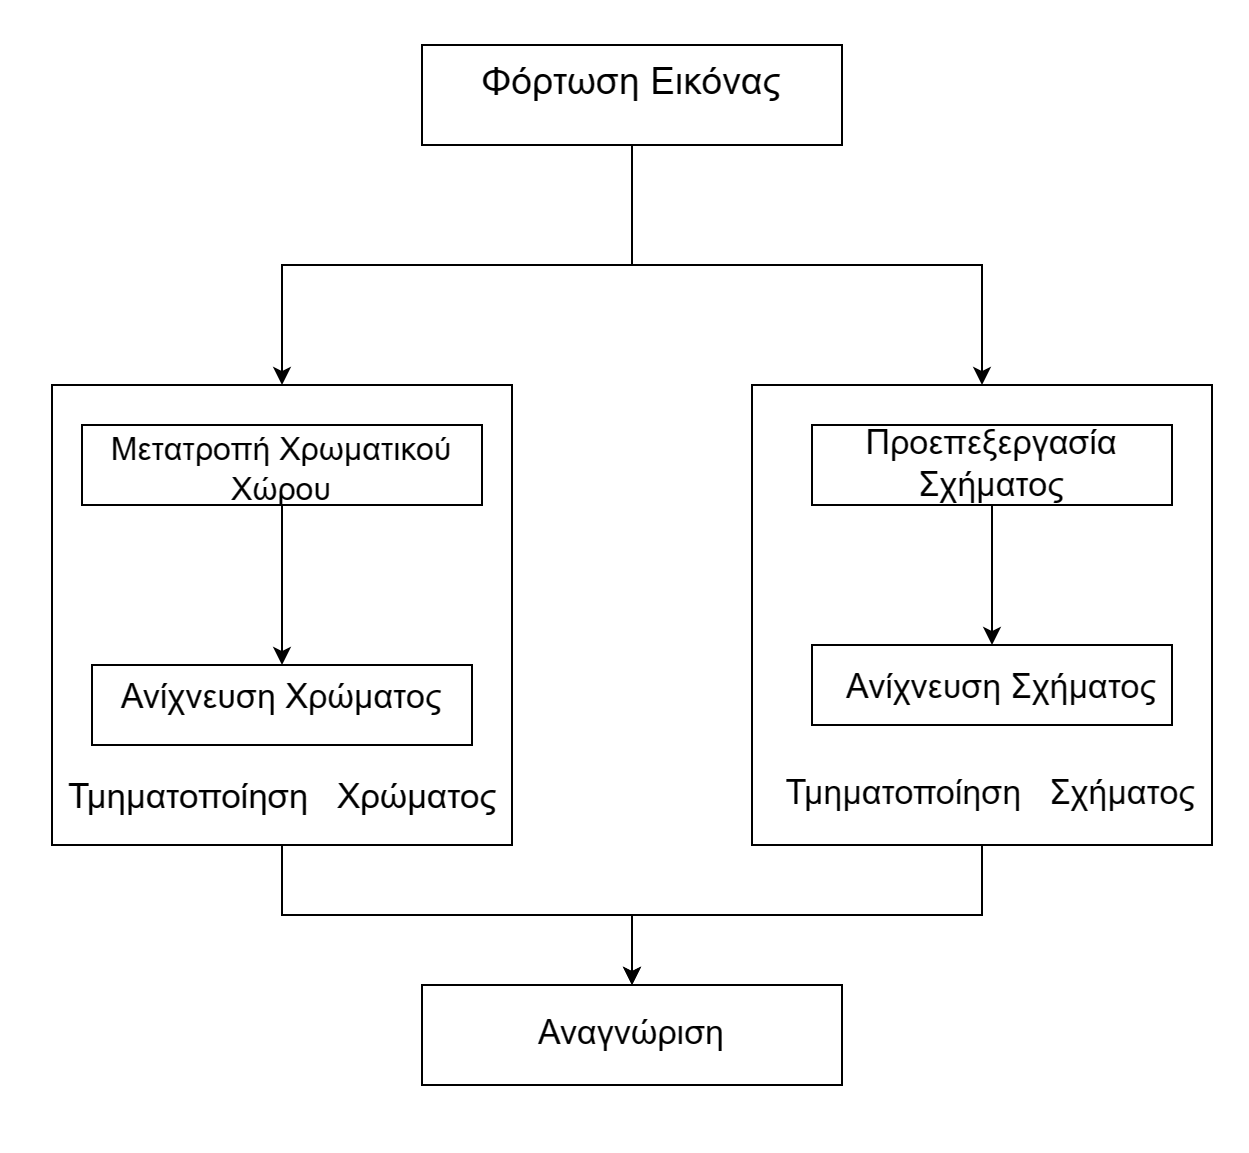 Φόρτωση Εικόνας
Μετατροπή Χρωματικού
Χώρου
Ανίχνευση Χρώματος
Τμηματοποίηση Χρώματος
Προεπεξεργασία
Σχήματος
Ανίχνευση Σχήματος
Τμηματοποίηση Σχήματος
Αναγνώριση